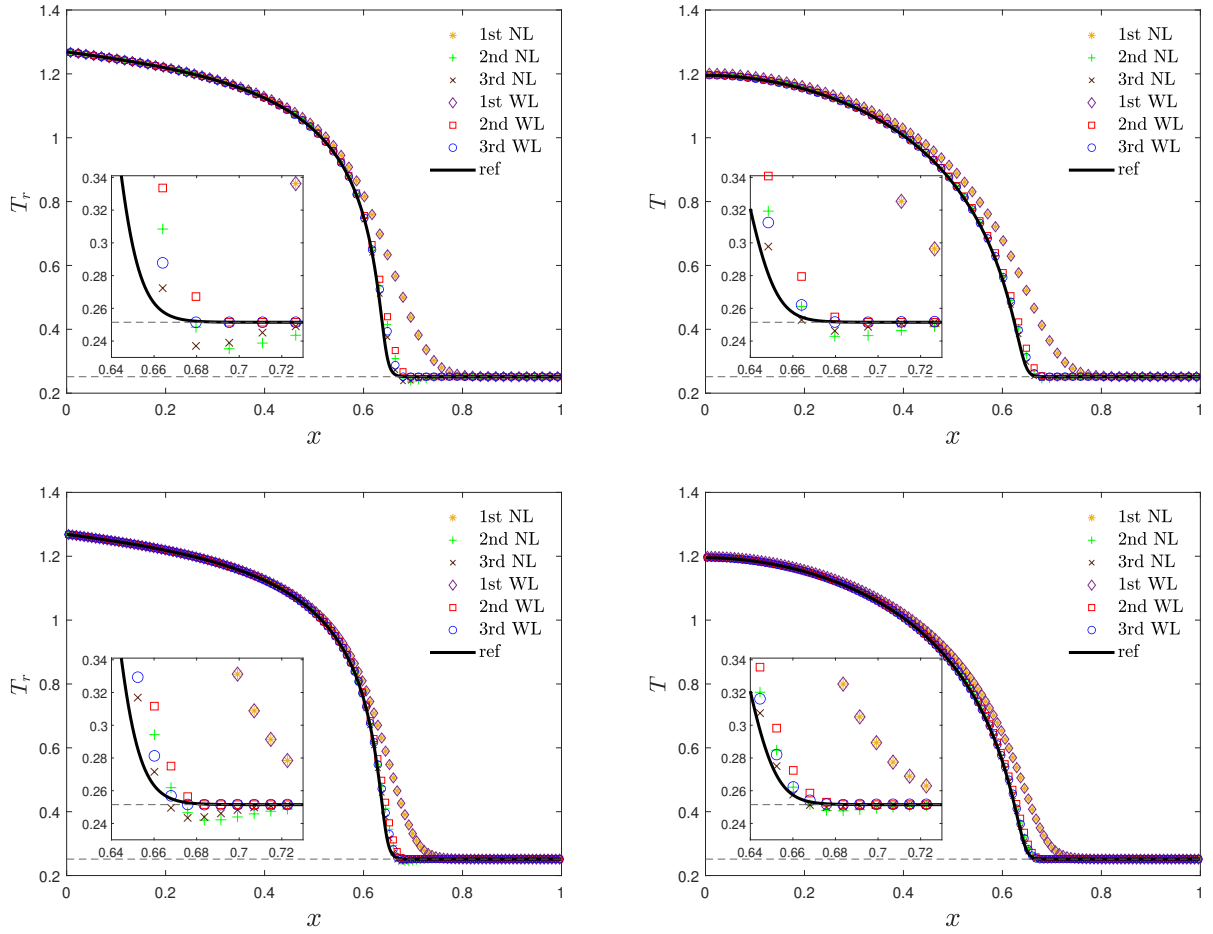 1.4
1.2
1
0.8
0.6
0.4
0.2
T_r
0 0.2 0.4 0.6 0.8 1
x
1st NL
2nd NL
3rd NL
1st WL
2nd WL
3rd WL
ref
0.34
0.32
0.3
0.28
0.26
0.24
0.64 0.66 0.68 0.7 0.72
1.4
1.2
1
0.8
0.6
0.4
0.2
T
0 0.2 0.4 0.6 0.8 1
x
1st NL
2nd NL
3rd NL
1st WL
2nd WL
3rd WL
ref
0.34
0.32
0.3
0.28
0.26
0.24
0.64 0.66 0.68 0.7 0.72
1.4
1.2
1
0.8
0.6
0.4
0.2
T_r
0 0.2 0.4 0.6 0.8 1
x
1st NL
2nd NL
3rd NL
1st WL
2nd WL
3rd WL
ref
0.34
0.32
0.3
0.28
0.26
0.24
0.64 0.66 0.68 0.7 0.72
1.4
1.2
1
0.8
0.6
0.4
0.2
T
0 0.2 0.4 0.6 0.8 1
x
1st NL
2nd NL
3rd NL
1st WL
2nd WL
3rd WL
ref
0.34
0.32
0.3
0.28
0.26
0.24
0.64 0.66 0.68 0.7 0.72